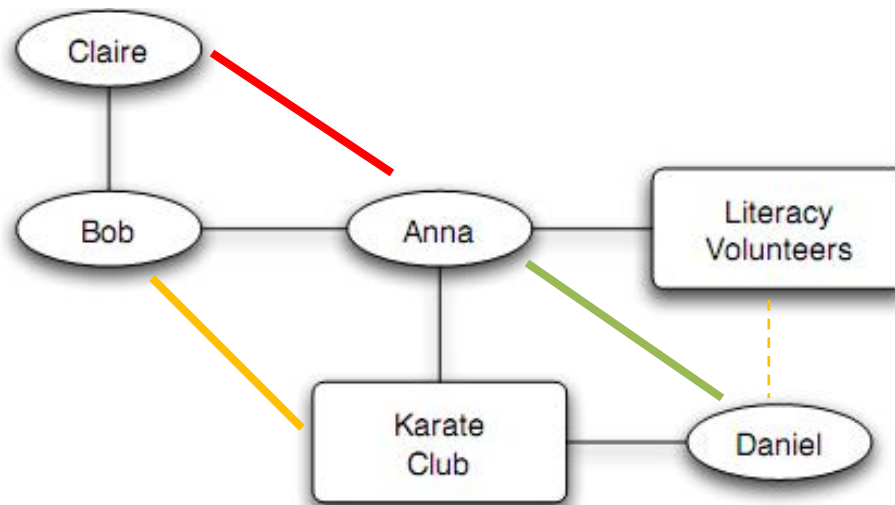 Claire
Bob
Anna
Literacy
Volunteers
Karate
Club
Daniel